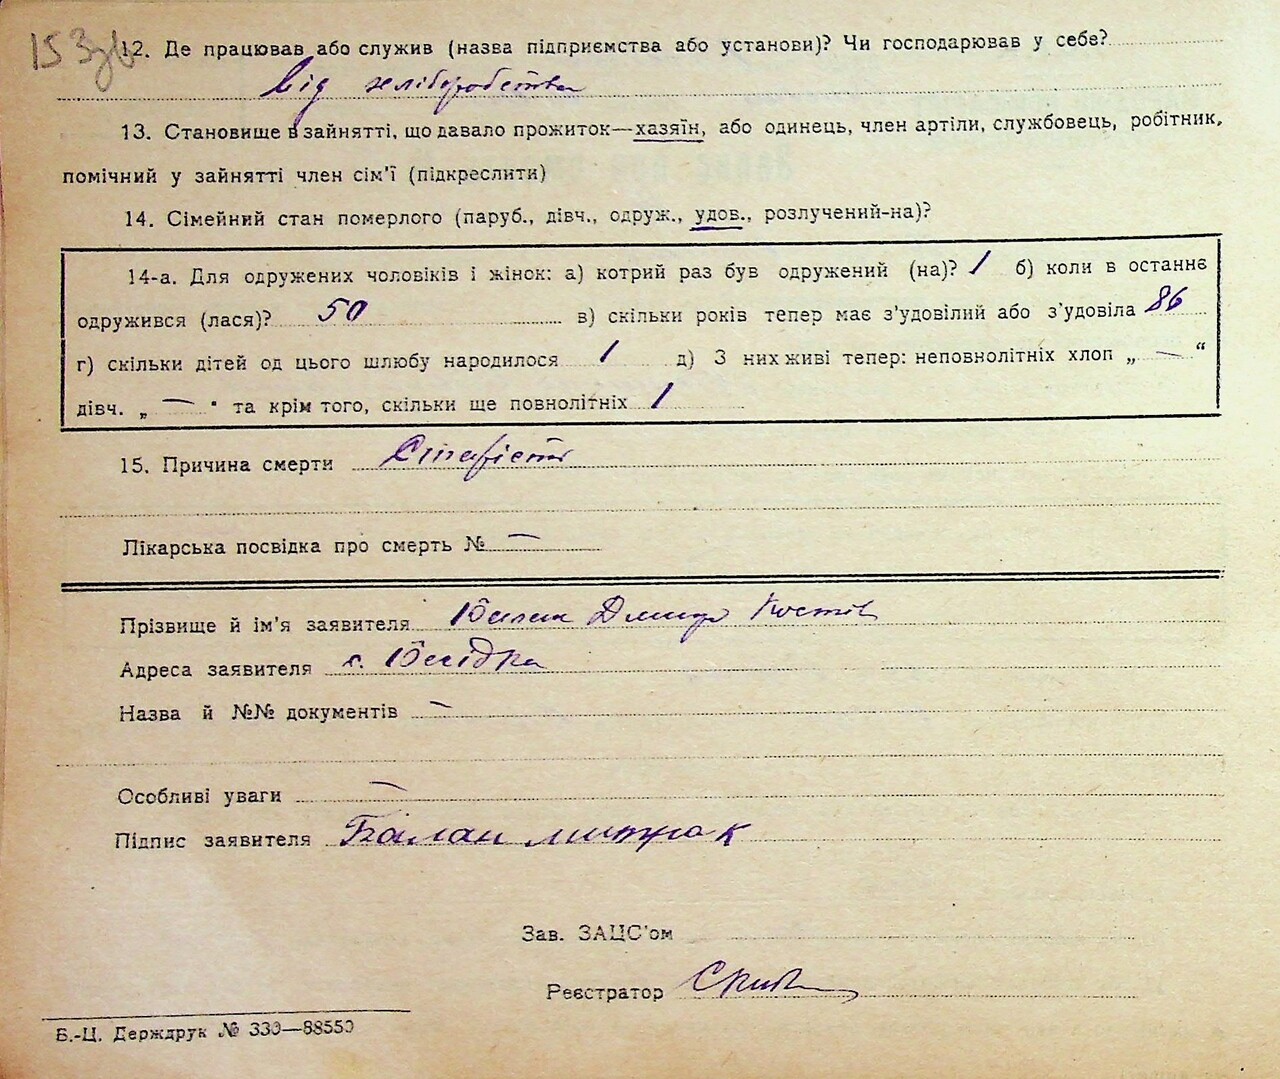 153зв
12. Де працював або служив (назва підприємства або установи)? Чи господарював у себе?
Від хліборобства
13. Становище в зайнятті, що давало прожиток—хазяїн, або одинець, член артіли, службовець, робітник,
помічний у зайнятті член сім'ї (підкреслити)
14. Сімейний стан померлого (паруб., дівч., одруж., удов., розлучений-на)?
14-а. Для одружених чоловіків і жінок: а) котрий раз був одружений (на)? 1 б) коли в останнє
одружився (лася)? 50 в) скільки років тепер має з'удовілий або з'удовіла 86
г) скільки дітей од цього шлюбу народилося 1 д) З них живі тепер: неповнолітніх хлоп „ — “
дівч. „ — " та крім того, скільки ще повнолітніх 1
15. Причина смерти
Лікарська посвідка про смерть № —
Прізвище й ім'я заявителя Балан Дмитро
Адреса заявителя с. Бесідка
Назва й №№ документів —
Особливі уваги —
Підпис заявителя Балан
Зав. ЗАЦС'ом
Реєстратор
Б.-Ц. Держдрук № 330—88550